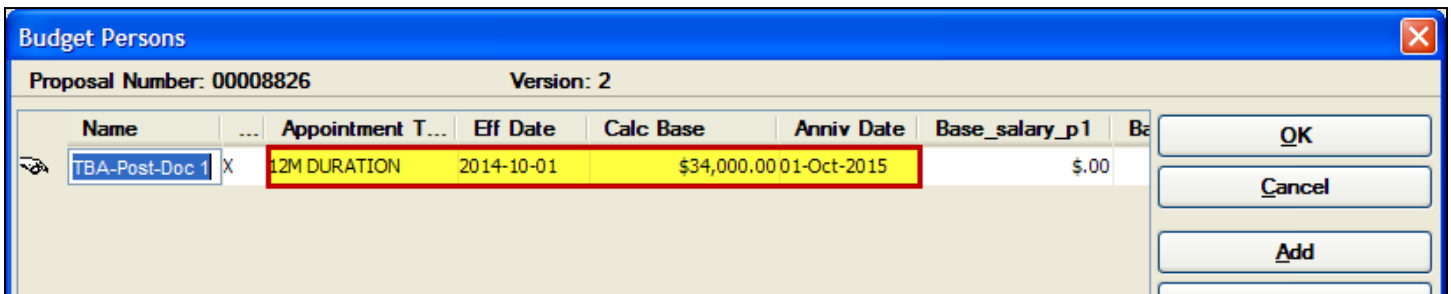 Budget Persons
Proposal Number: 00008826 Version: 2
Name ... Appointment T... Eff Date Calc Base Anniv Date Base_salary_p1 Ba
TBA-Post-Doc 1 X 12M DURATION 2014-10-01 $34,000.00 01-Oct-2015 $.00
OK
Cancel
Add